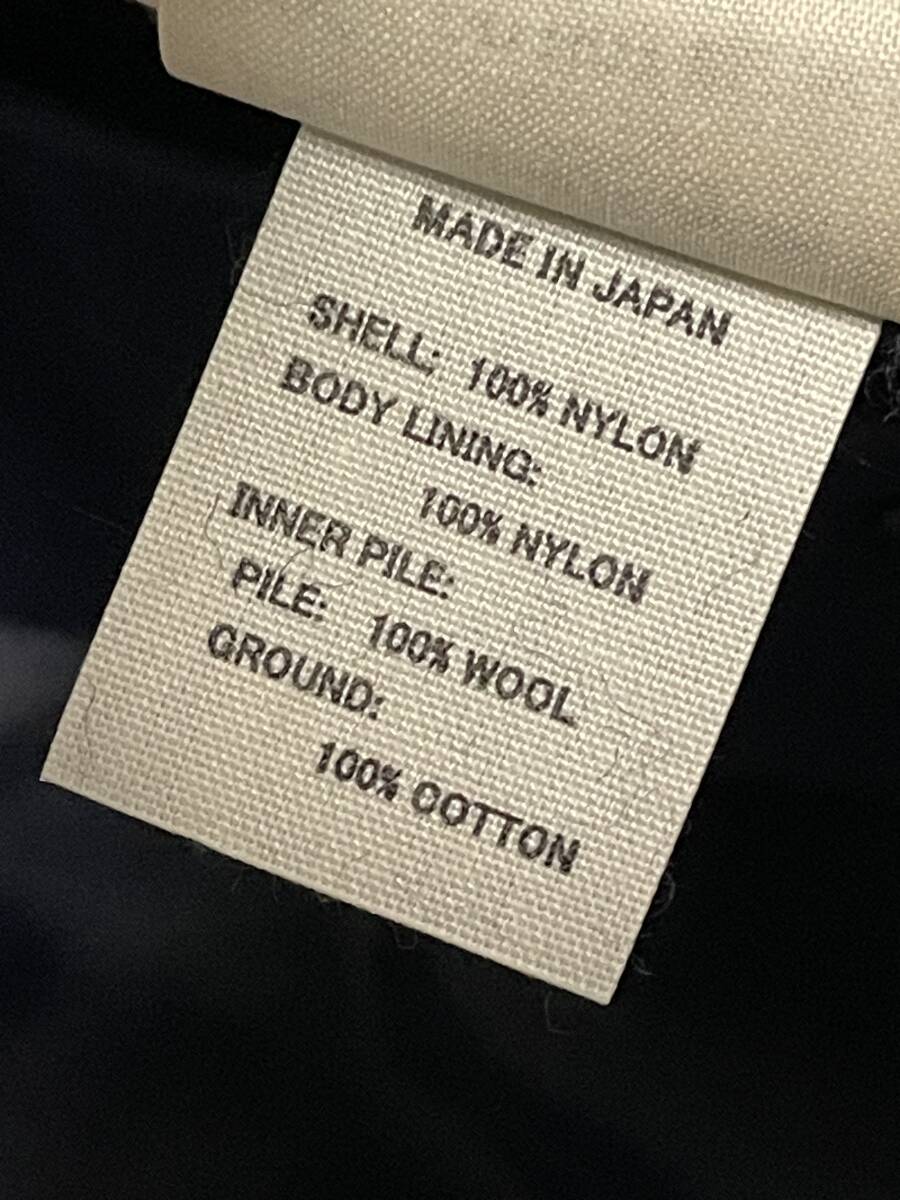 MADE IN JAPAN
SHELL: 100% NYLON
BODY LINING:
100% NYLON
INNER PILE:
PILE: 100% WOOL
GROUND:
100% COTTON